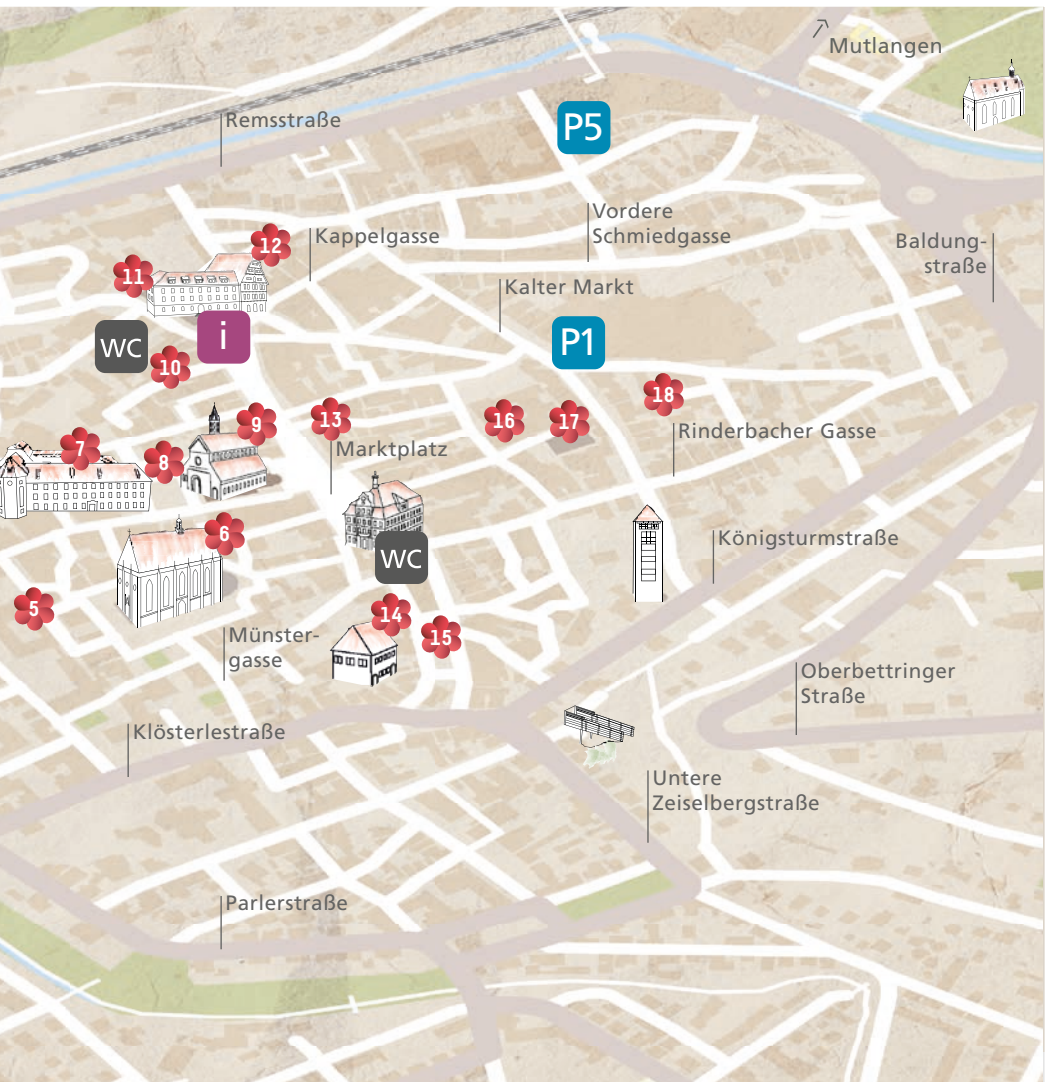 Mutlangen
Remsstraße
P5
Vordere
Schmiedgasse
Kappelgasse
12
Baldung-
straße
11
Kalter Markt
i
WC
P1
10
18
13
16
17
9
Rinderbacher Gasse
7
8
Marktplatz
6
Königsturmstraße
WC
5
14
15
Münster-
gasse
Oberbettringer
Straße
Klösterlestraße
Untere
Zeiselbergstraße
Parlerstraße